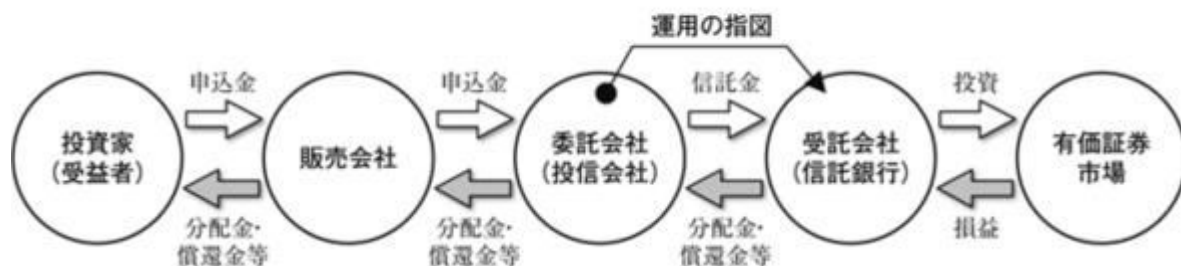 運用の指図
申込金
申込金
信託金
投資
投資家
(受益者)
販売会社
委託会社
(投信会社)
受託会社
(信託銀行)
有価証券
市場
分配金・
償還金等
分配金・
償還金等
分配金・
償還金等
損益